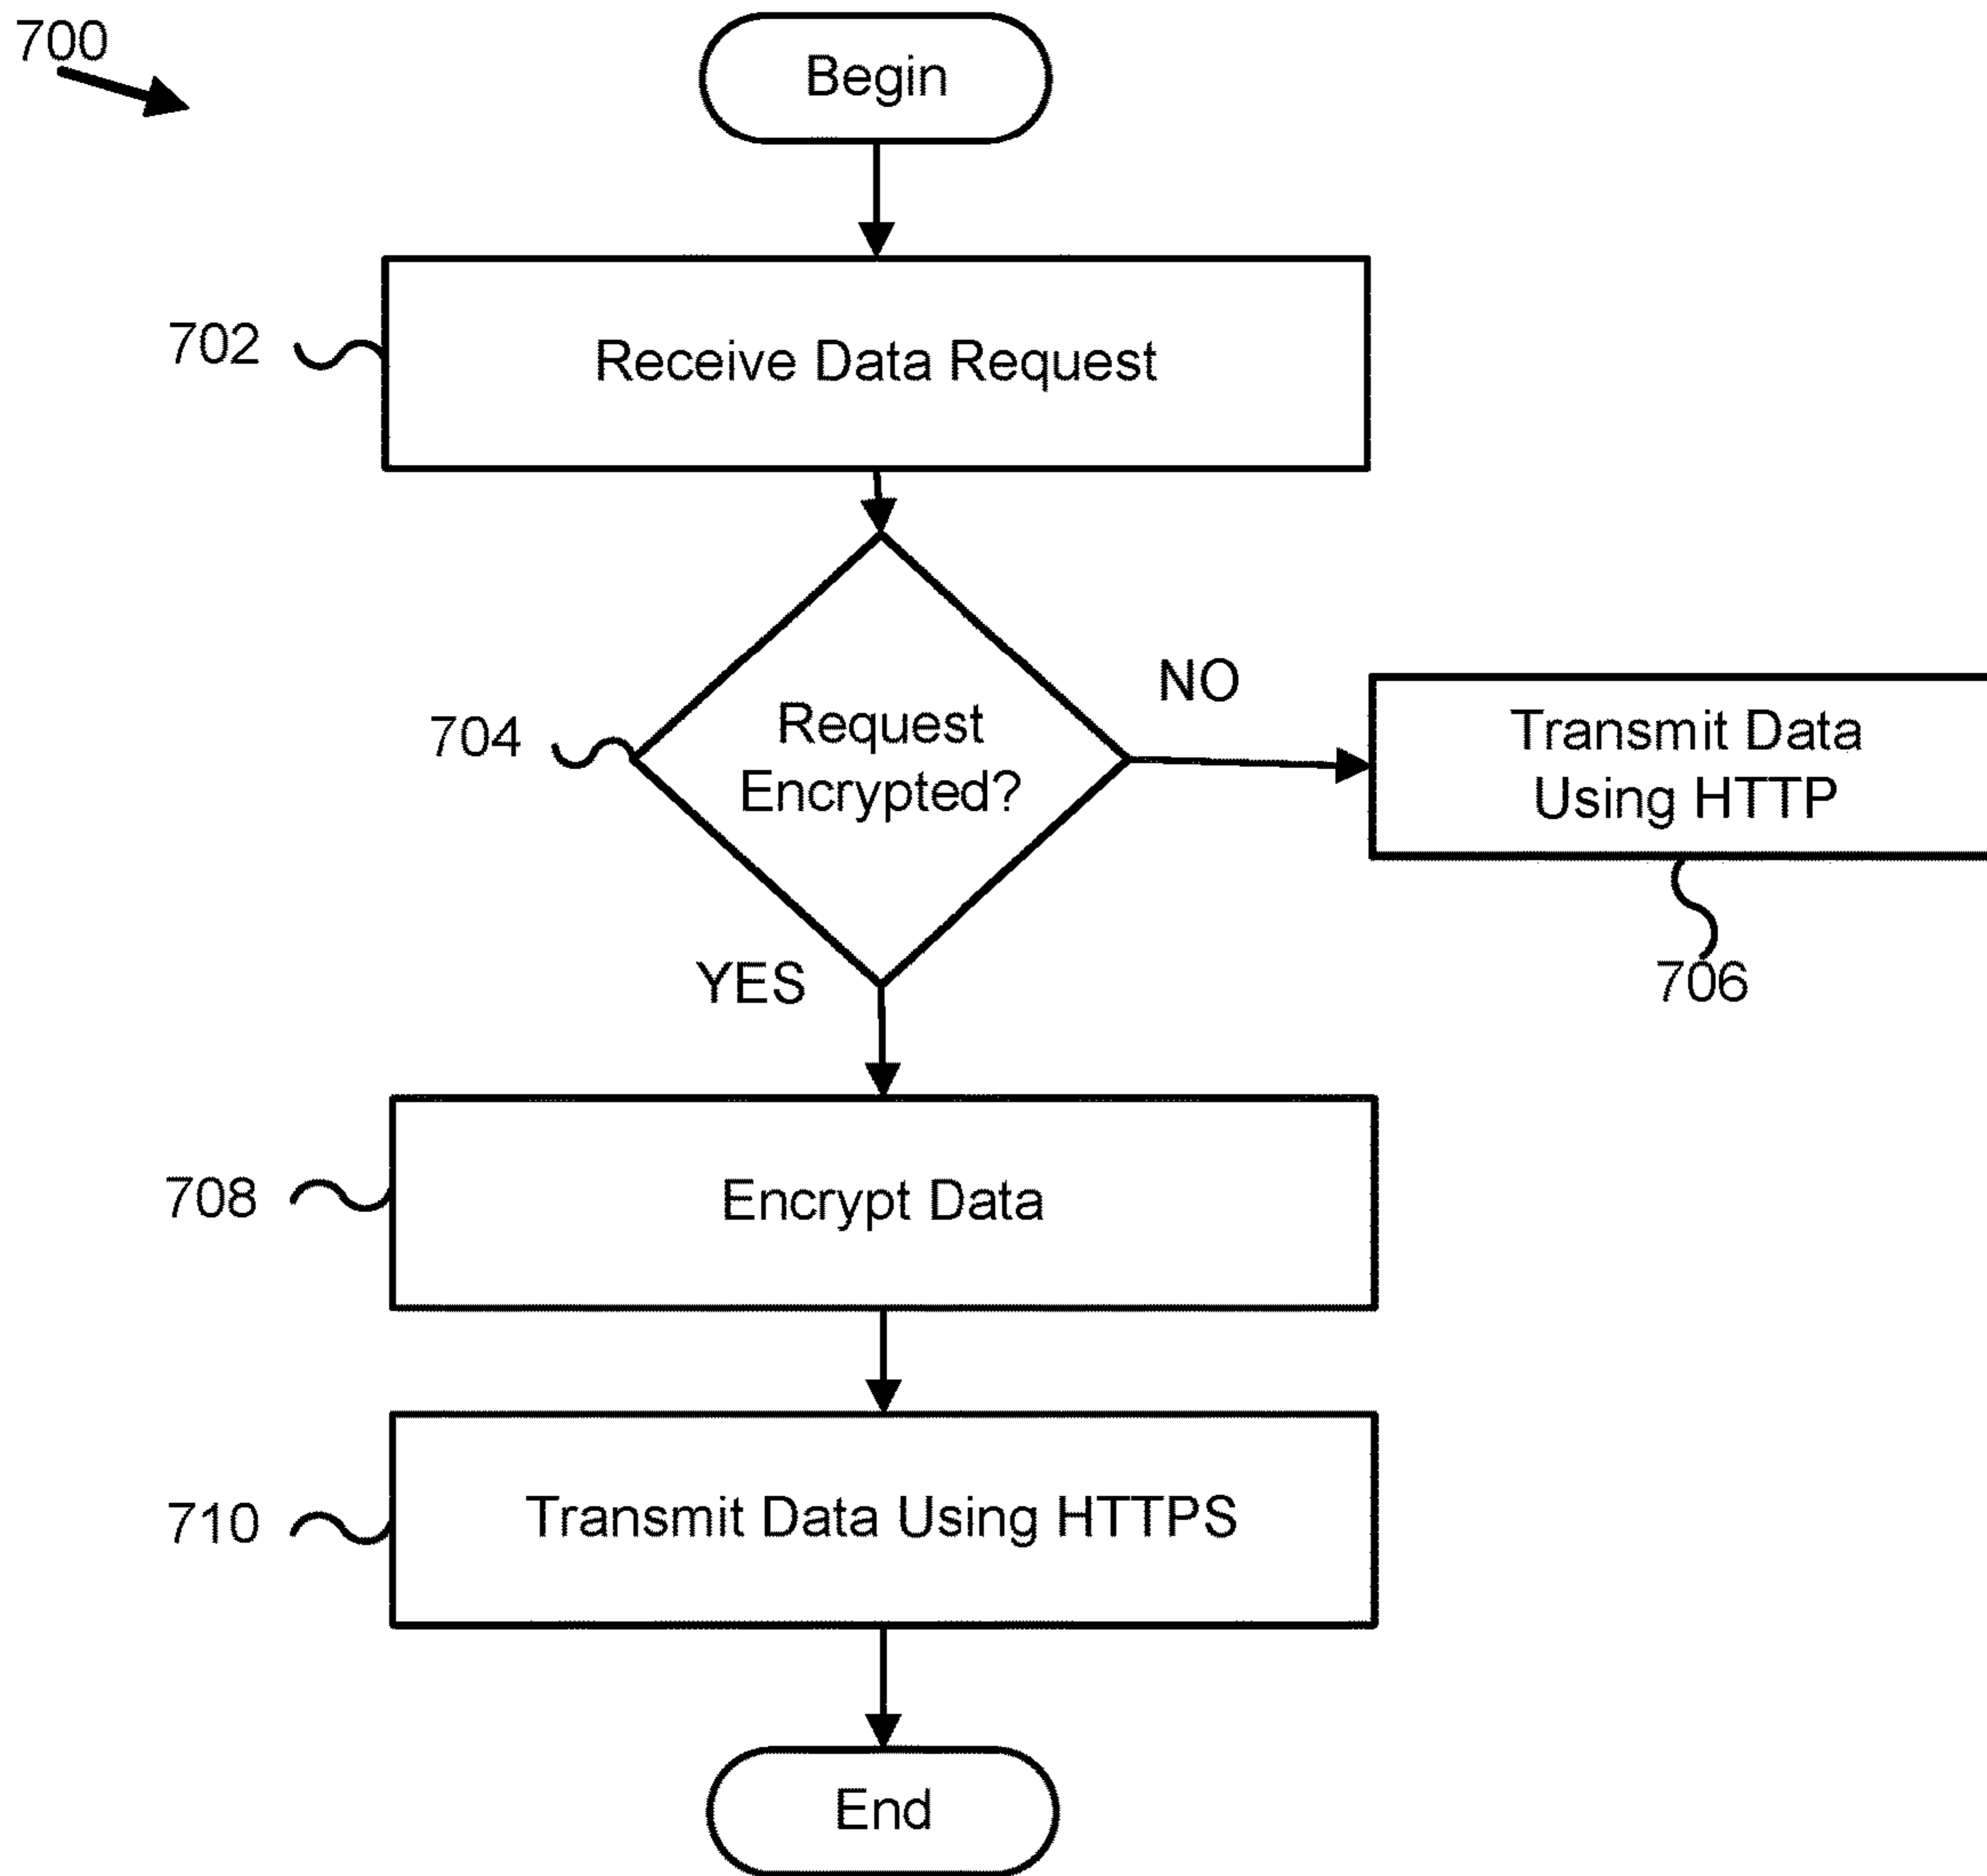 700
Begin
702
Receive Data Request
704
Request
Encrypted?
NO
Transmit Data
Using HTTP
706
YES
708
Encrypt Data
710
Transmit Data Using HTTPS
End